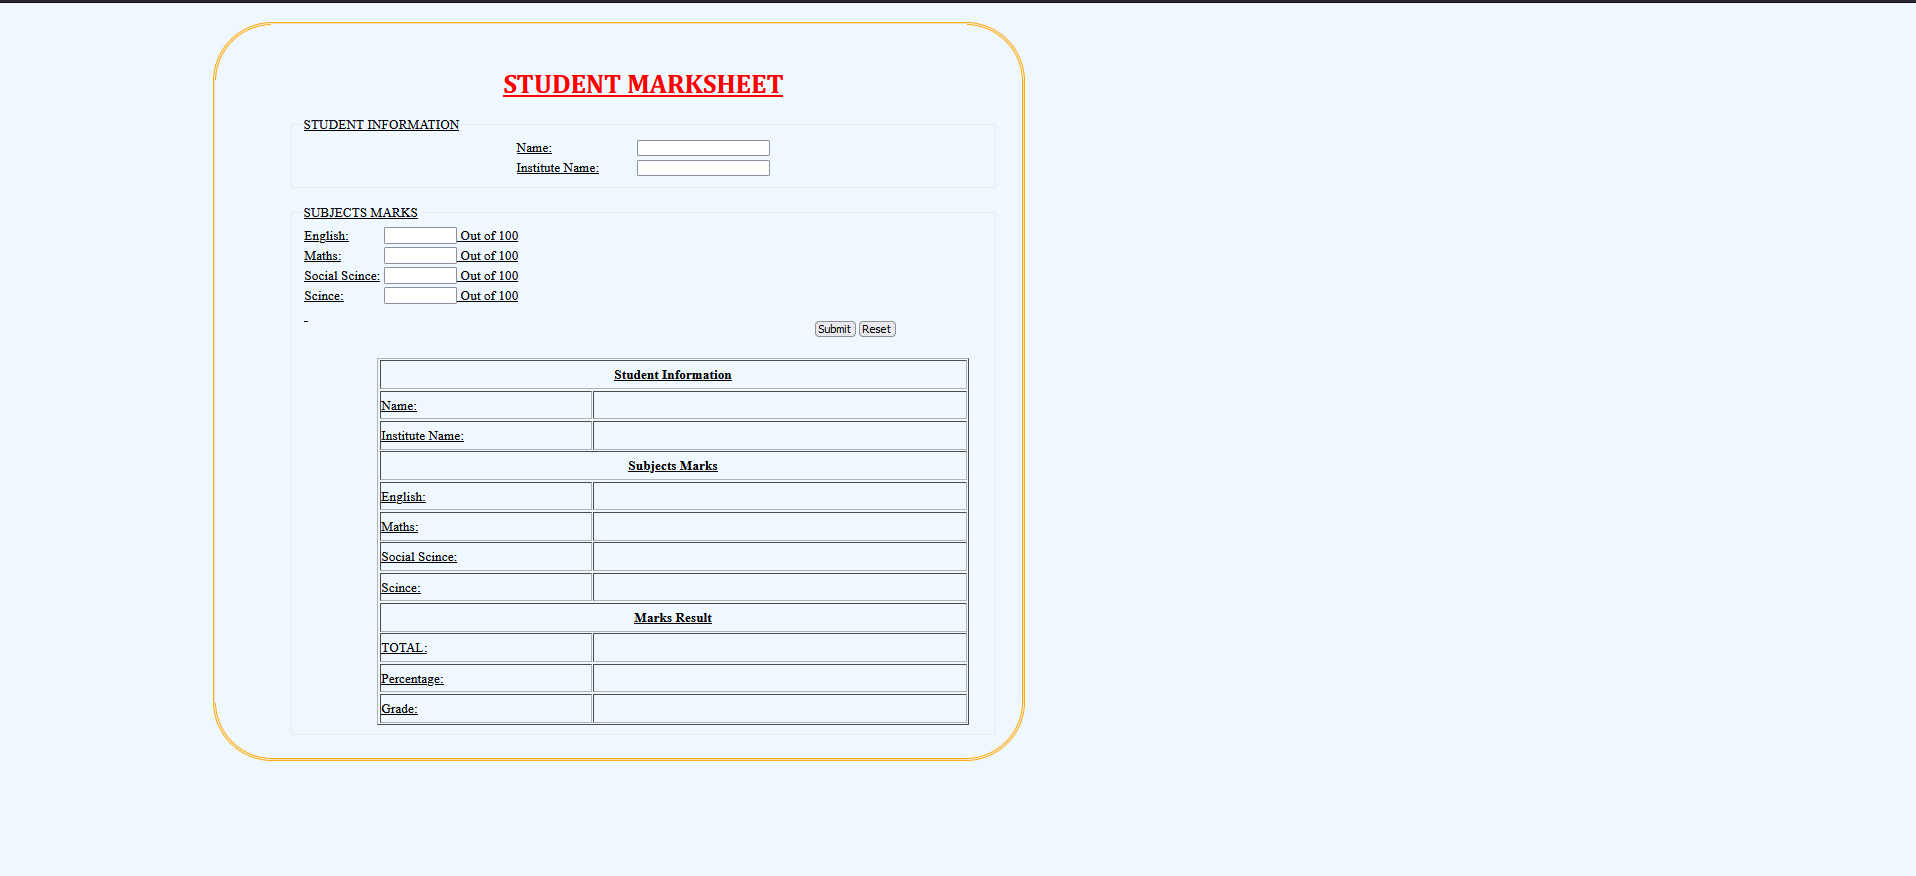 STUDENT MARKSHEET
STUDENT INFORMATION
Name:
Institute Name:
SUBJECTS MARKS
English: Out of 100
Maths: Out of 100
Social Scince: Out of 100
Scince: Out of 100
Submit Reset
Student Information
Name:
Institute Name:
Subjects Marks
English:
Maths:
Social Scince:
Scince:
Marks Result
TOTAL:
Percentage:
Grade: